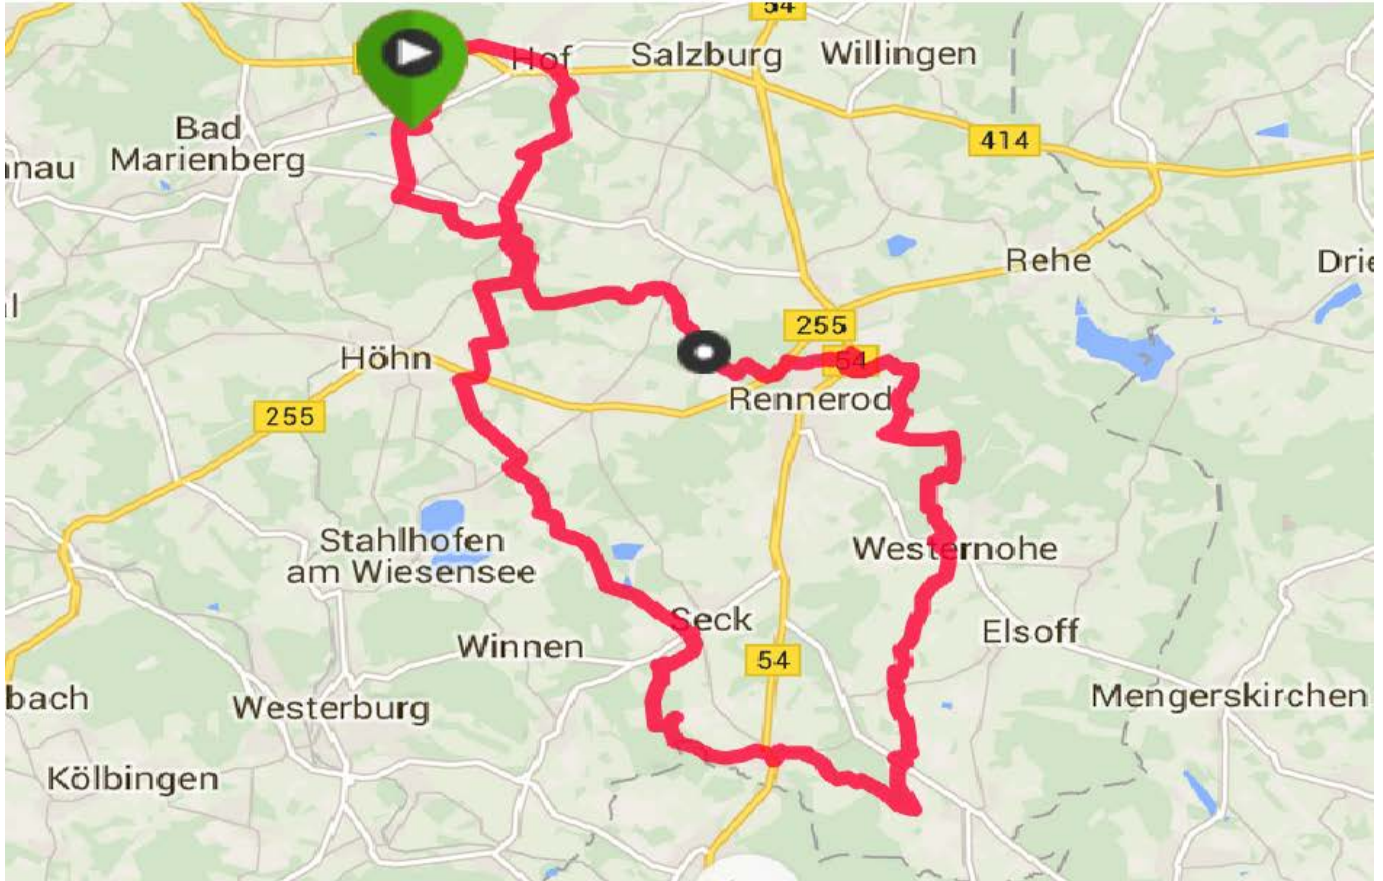 54
Hof
Salzburg
Willingen
Bad
Marienberg
414
nau
Rehe
Drie
l
255
Höhn
54
Rennerod
255
Stahlhofen
am Wiesensee
Westernohe
Seck
Elsoff
Winnen
54
bach
Westerburg
Mengerskirchen
Kölbingen